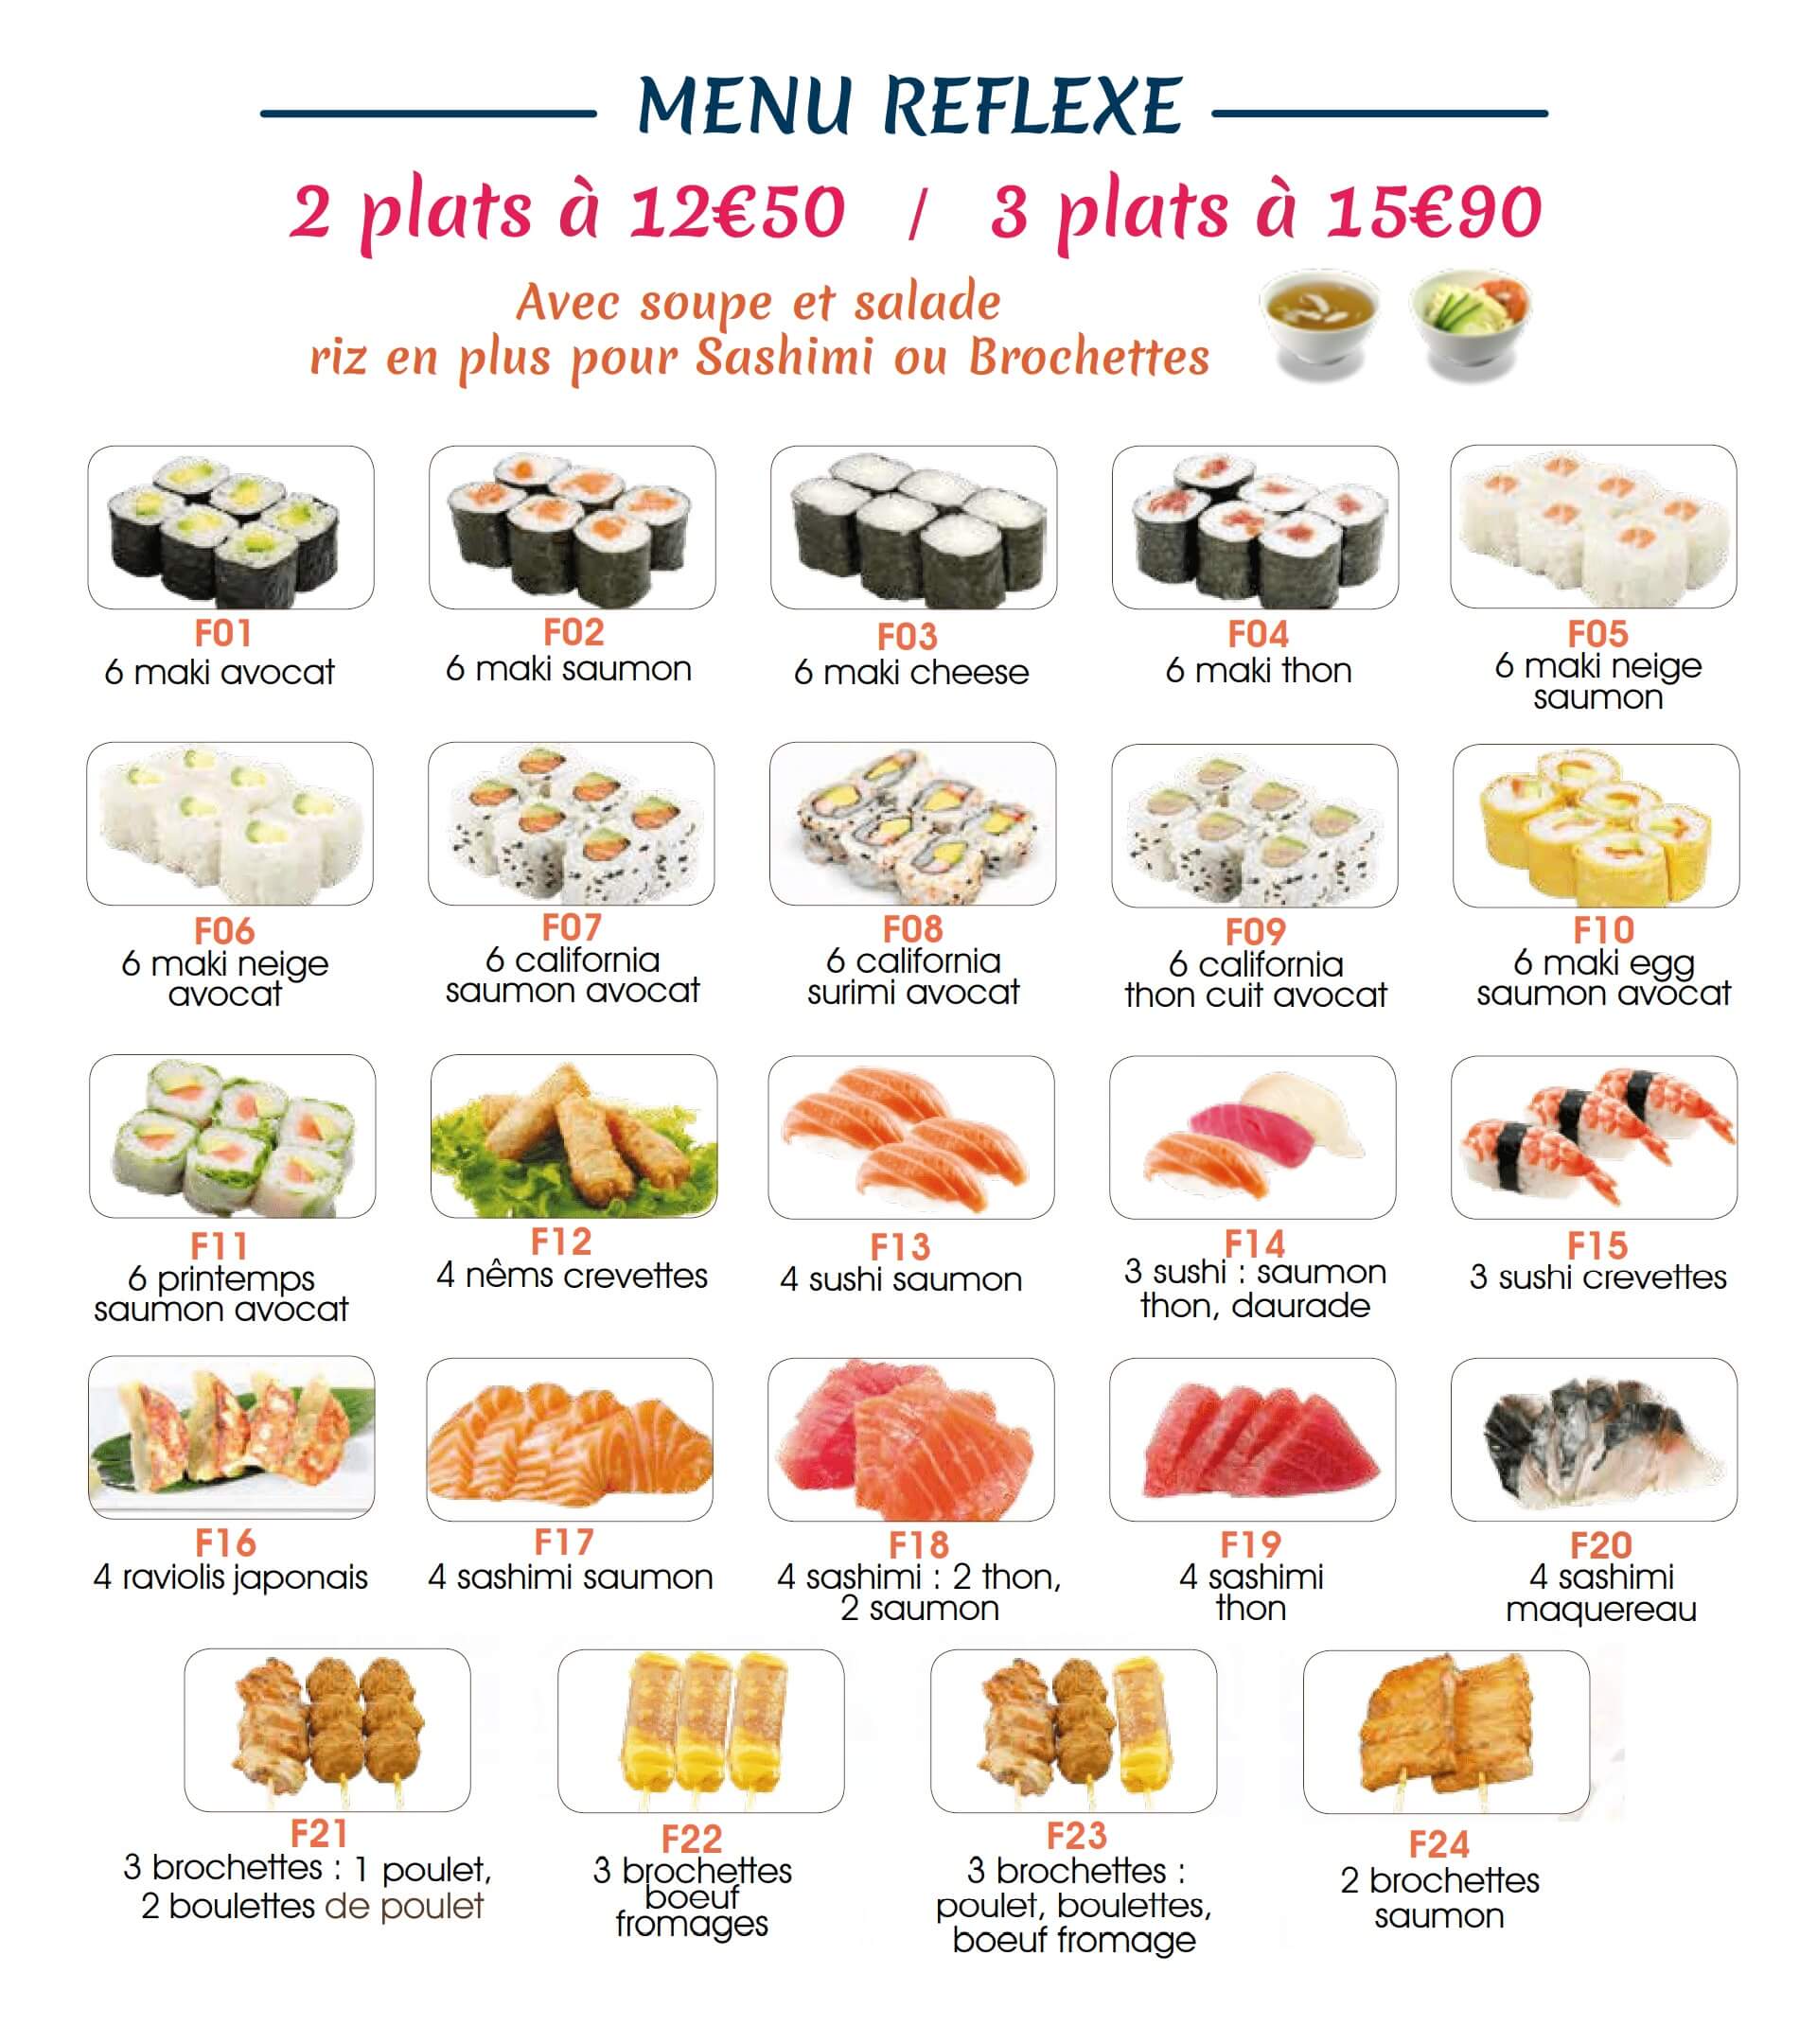 MENU REFLEXE
2 plats à 12€50 / 3 plats à 15€90
Avec soupe et salade
riz en plus pour Sashimi ou Brochettes
F01
6 maki avocat
F02
6 maki saumon
F03
6 maki cheese
F04
6 maki thon
F05
6 maki neige
saumon
F06
6 maki neige
avocat
F07
6 california
saumon avocat
F08
6 california
surimi avocat
F09
6 california
thon cuit avocat
F10
6 maki egg
saumon avocat
F11
6 printemps
saumon avocat
F12
4 nêms crevettes
F13
4 sushi saumon
F14
3 sushi : saumon
thon, daurade
F15
3 sushi crevettes
F16
4 raviolis japonais
F17
4 sashimi saumon
F18
4 sashimi : 2 thon,
2 saumon
F19
4 sashimi
thon
F20
4 sashimi
maquereau
F21
3 brochettes : 1 poulet,
2 boulettes de poulet
F22
3 brochettes
boeuf
fromages
F23
3 brochettes :
poulet, boulettes,
boeuf fromage
F24
2 brochettes
saumon